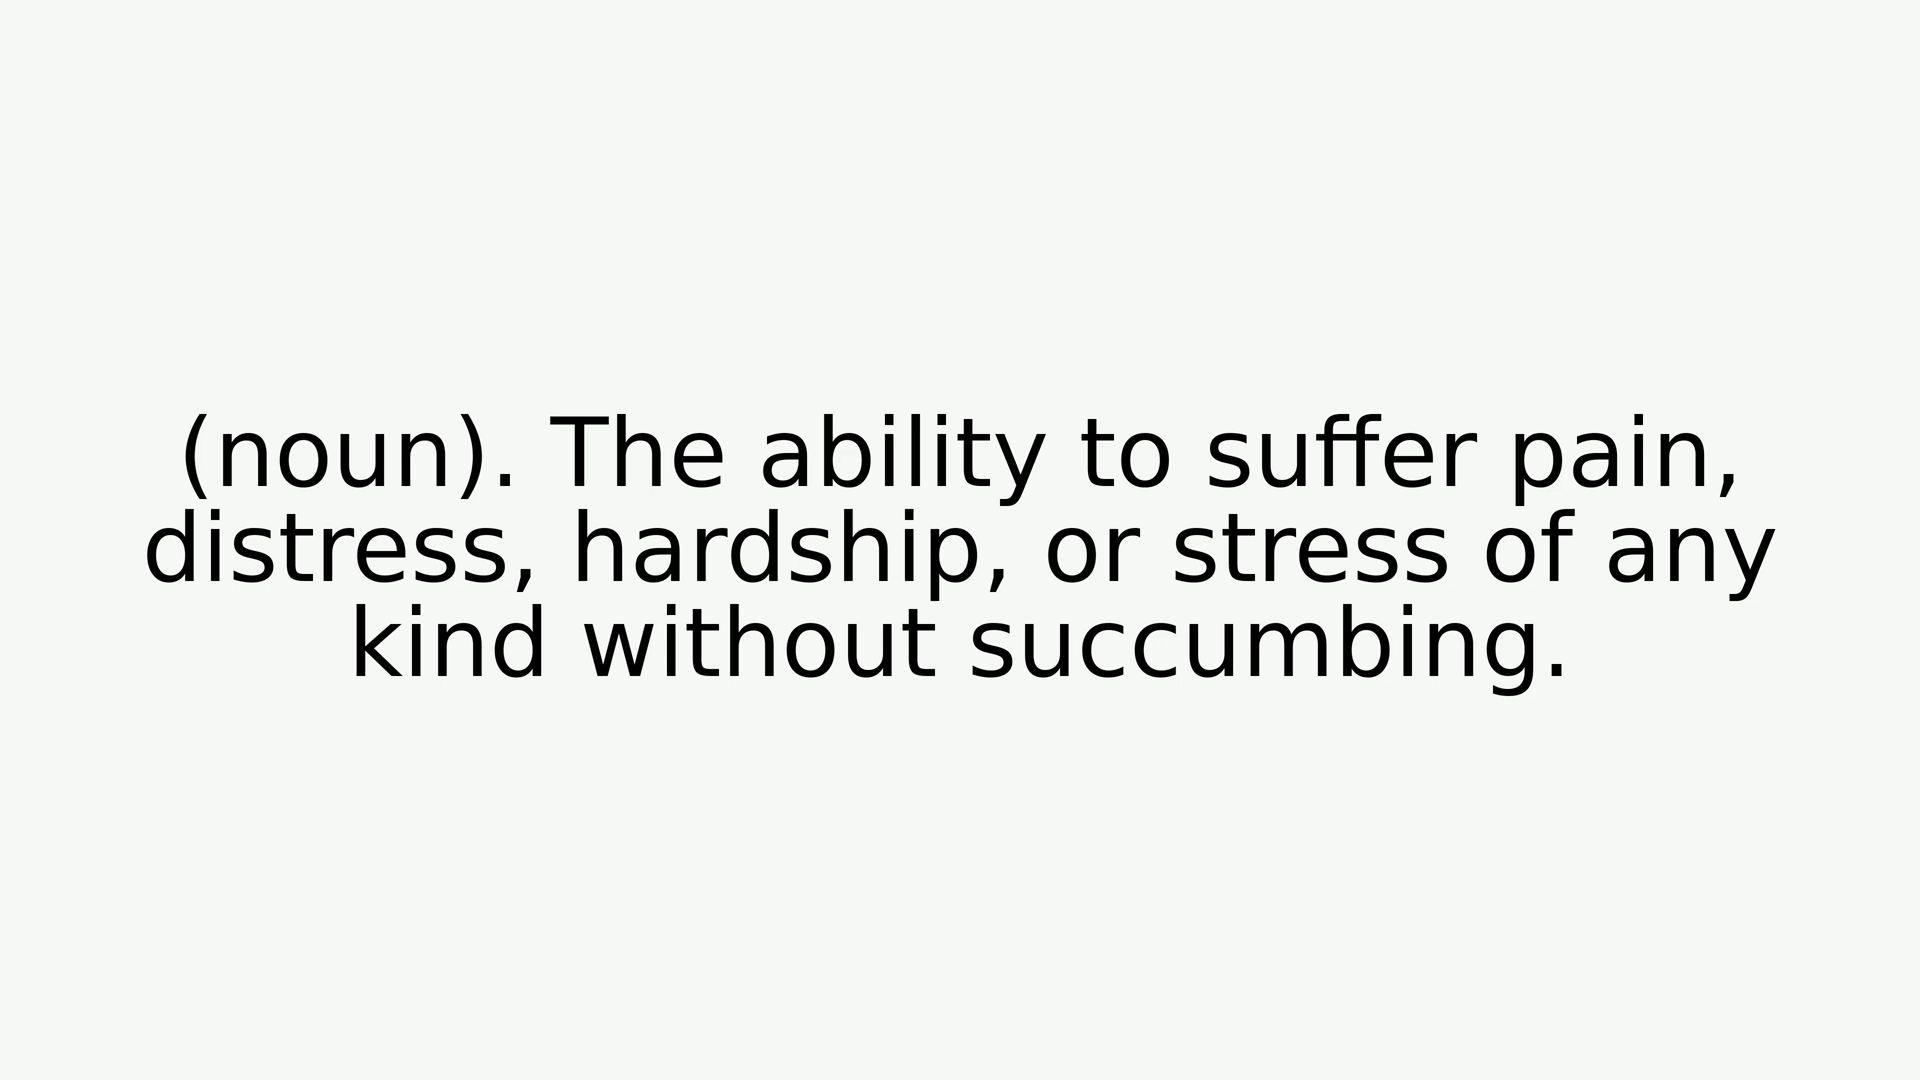 (noun). The ability to suffer pain,
distress, hardship, or stress of any
kind without succumbing.